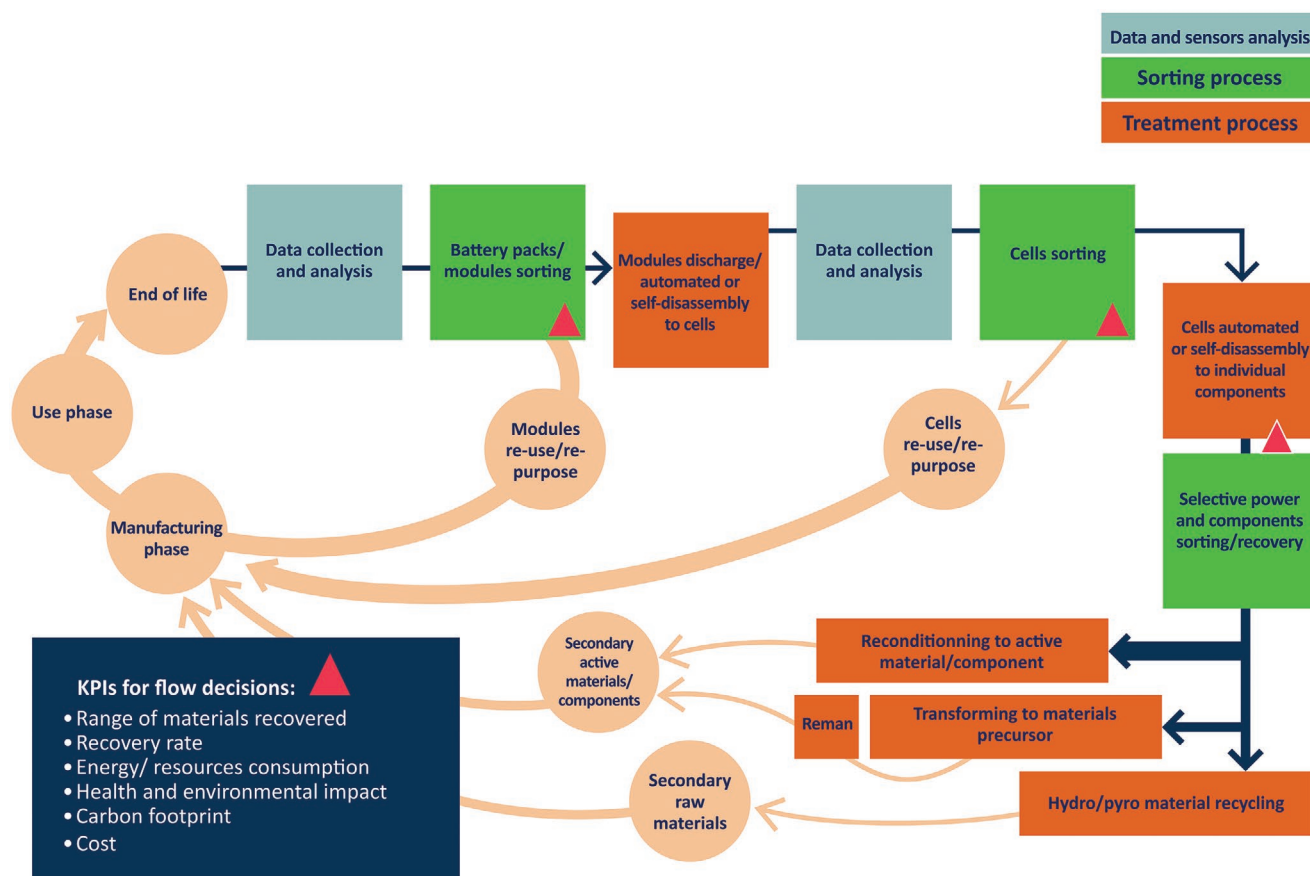 Data and sensors analysis
Sorting process
Treatment process
Data collection
and analysis
Battery packs/
modules sorting
Modules discharge/
automated or
self-disassembly
to cells
Data collection
and analysis
Cells sorting
End of life
Cells automated
or self-disassembly
to individual
components
Use phase
Modules
re-use/re-
purpose
Cells
re-use/re-
purpose
Manufacturing
phase
Selective power
and components
sorting/recovery
Secondary
active
materials/
components
Reconditionning to active
material/component
Reman
Transforming to materials
precursor
Secondary
raw
materials
Hydro/pyro material recycling
KPIs for flow decisions:
• Range of materials recovered
• Recovery rate
• Energy/ resources consumption
• Health and environmental impact
• Carbon footprint
• Cost